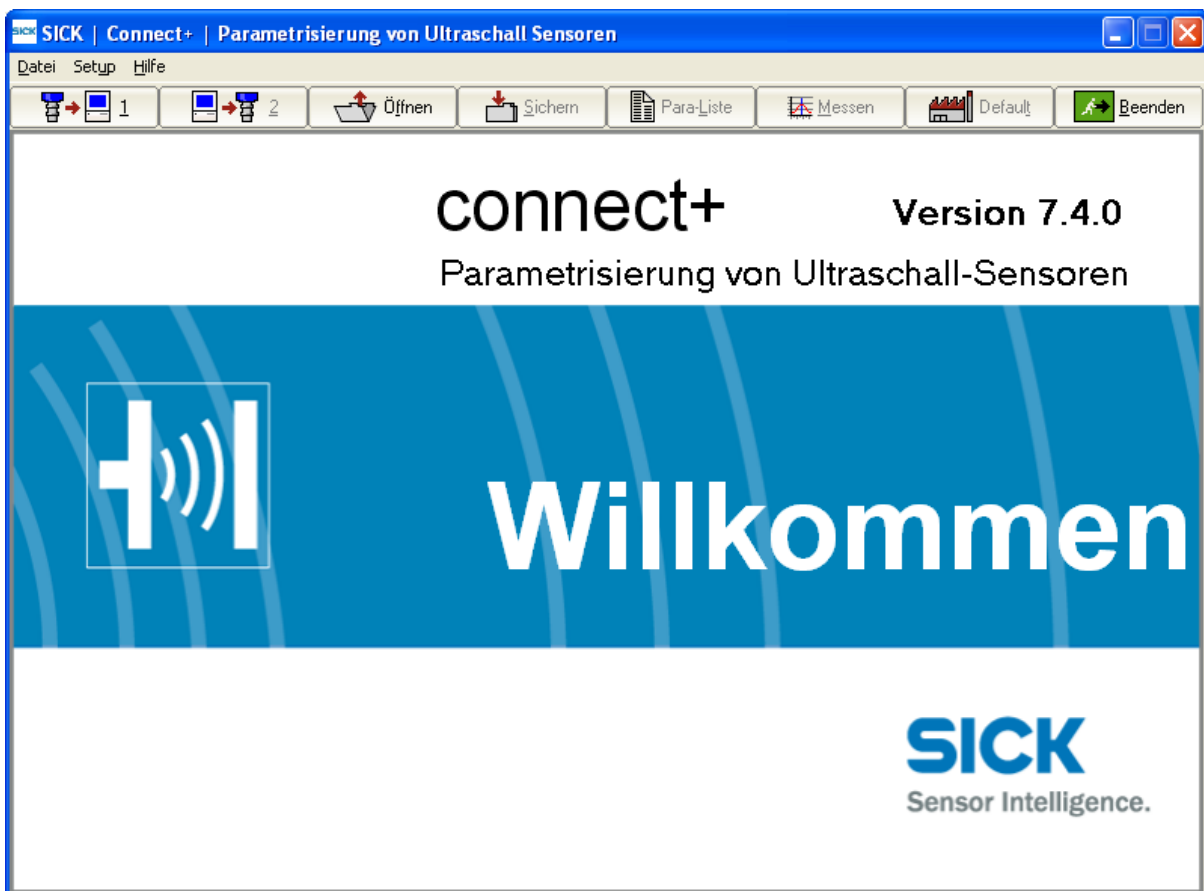 SICK SICK | Connect+ | Parametrisierung von Ultraschall Sensoren
Datei Setup Hilfe
1 2 Öffnen Sichern Para-Liste Messen Default Beenden
connect+ Version 7.4.0
Parametrisierung von Ultraschall-Sensoren
Willkommen
SICK
Sensor Intelligence.